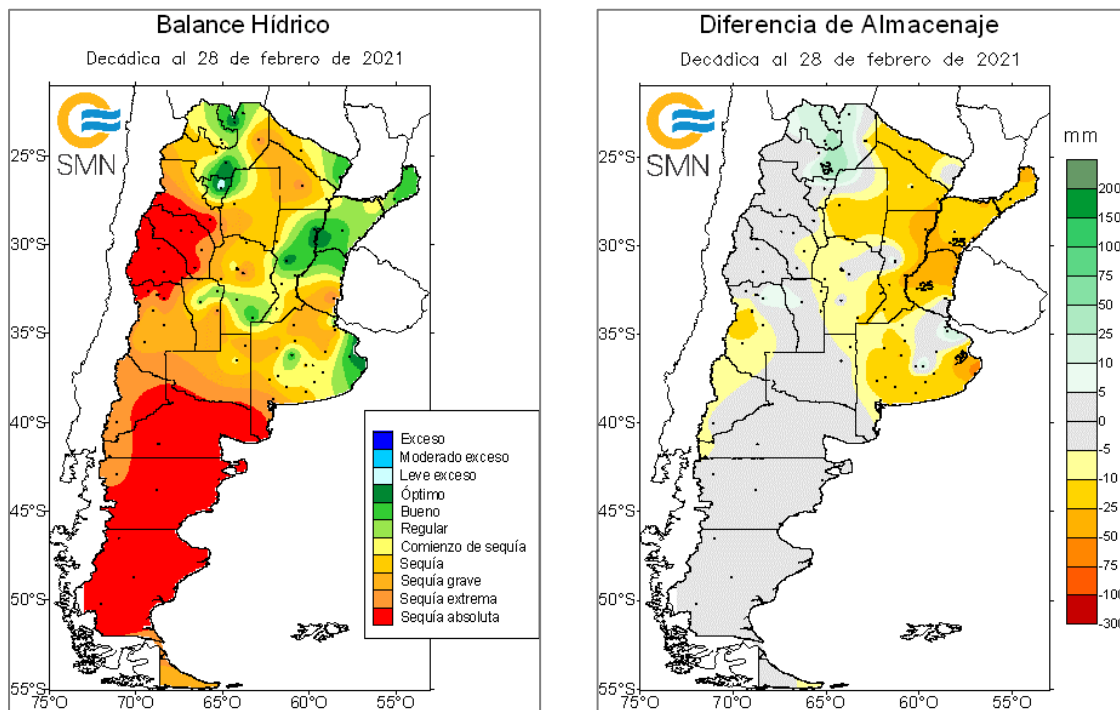 Balance Hídrico
Decádica al 28 de febrero de 2021
SMN
25°S
30°S
35°S
40°S
45°S
50°S
55°S
75°O
70°O
65°O
60°O
55°O
Exceso
Moderado exceso
Leve exceso
Óptimo
Bueno
Regular
Comienzo de sequía
Sequía
Sequía grave
Sequía extrema
Sequía absoluta
Diferencia de Almacenaje
Decádica al 28 de febrero de 2021
SMN
25°S
30°S
35°S
40°S
45°S
50°S
55°S
75°O
70°O
65°O
60°O
55°O
-25
-25
mm
200
150
100
75
50
25
10
5
0
-5
-10
-25
-50
-75
-100
-300